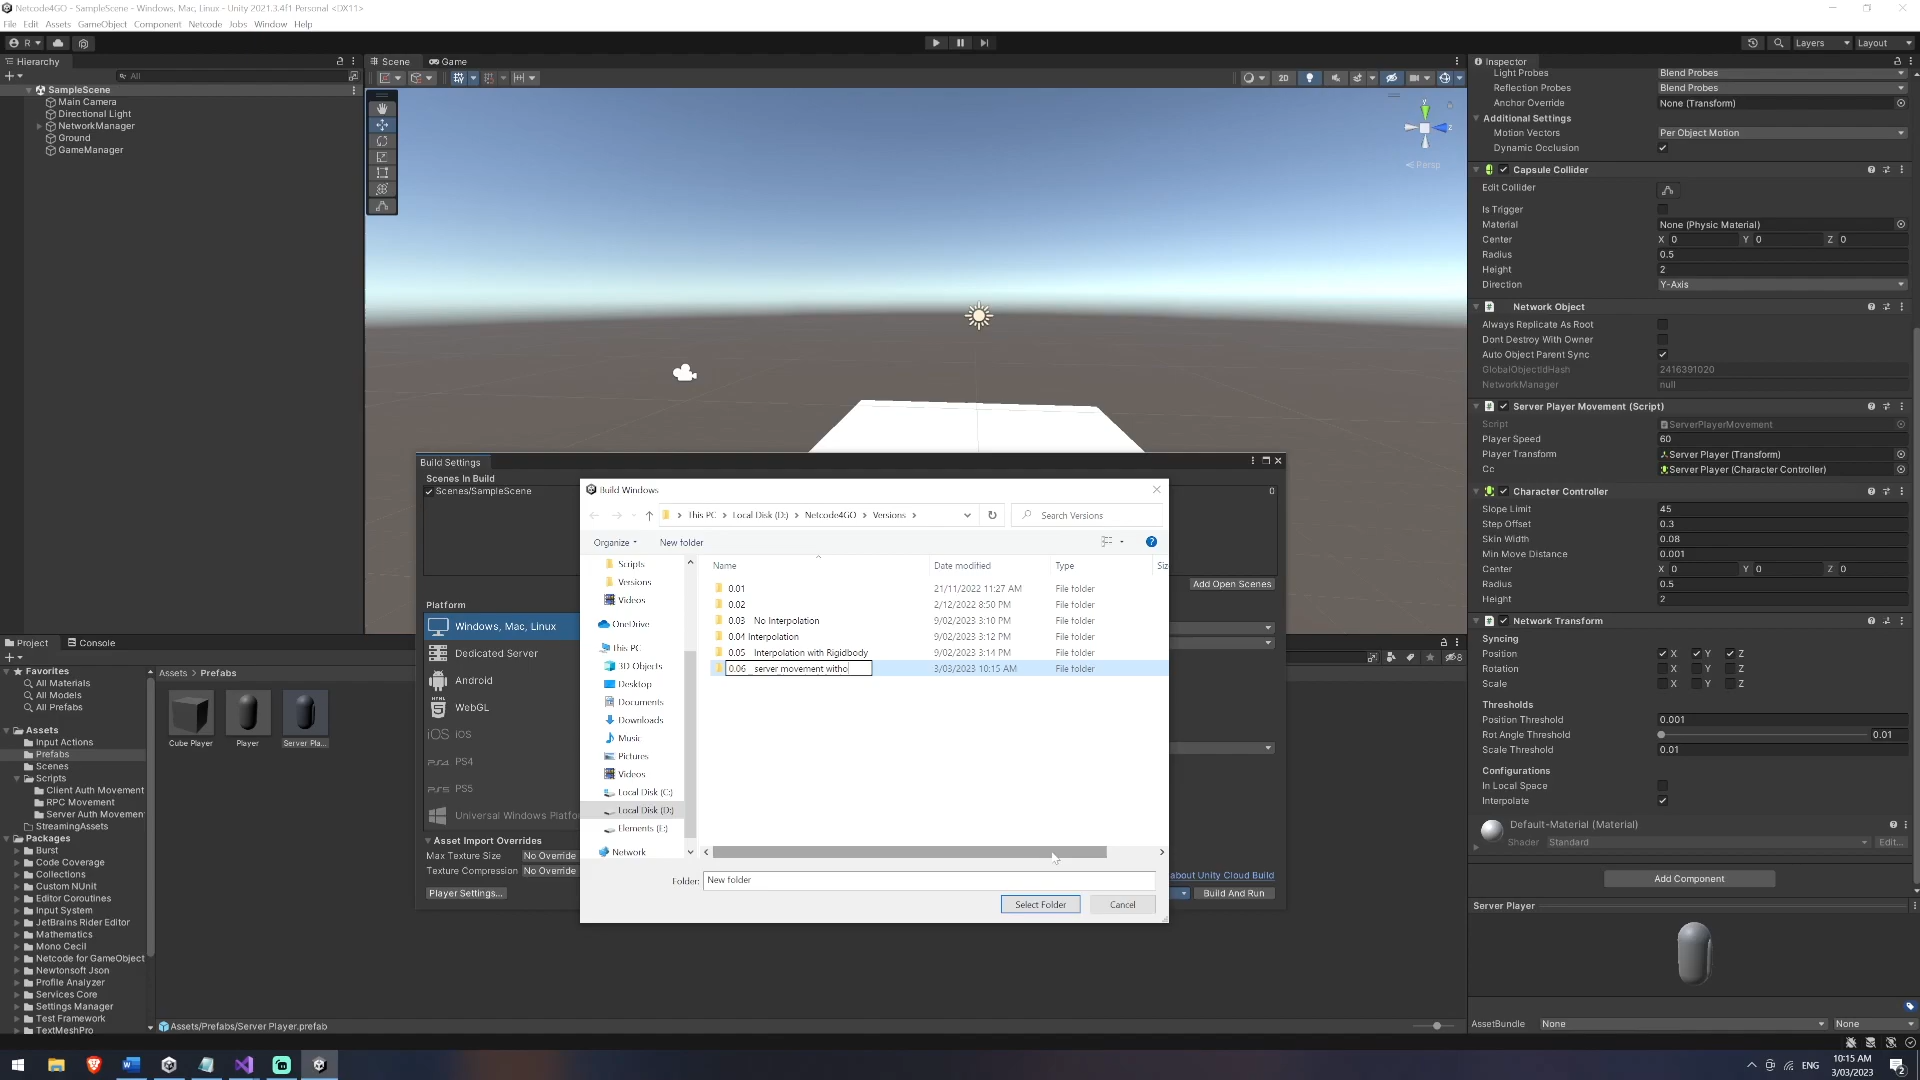 Netcode4GO - SampleScene - Windows, Mac, Linux - Unity 2021.3.4f1 Personal <DX11>
File Edit Assets GameObject Component Netcode Jobs Window Help
R
Layers
Layout
Hierarchy
All
SampleScene
Main Camera
Directional Light
NetworkManager
Ground
GameManager
Scene
Game
2D
y
z
Persp
Inspector
Light Probes Blend Probes
Reflection Probes Blend Probes
Anchor Override None (Transform)
Additional Settings
Motion Vectors Per Object Motion
Dynamic Occlusion
Capsule Collider
Edit Collider
Is Trigger
Material None (Physic Material)
Center X 0 Y 0 Z 0
Radius 0.5
Height 2
Direction Y-Axis
Network Object
Always Replicate As Root
Dont Destroy With Owner
Auto Object Parent Sync
GlobalObjectIdHash 2416391020
NetworkManager null
Server Player Movement (Script)
Script ServerPlayerMovement
Player Speed 60
Player Transform Server Player (Transform)
Cc Server Player (Character Controller)
Character Controller
Slope Limit 45
Step Offset 0.3
Skin Width 0.08
Min Move Distance 0.001
Center X 0 Y 0 Z 0
Radius 0.5
Height 2
Network Transform
Syncing
Position X Y Z
Rotation X Y Z
Scale X Y Z
Thresholds
Position Threshold 0.001
Rot Angle Threshold 0.01
Scale Threshold 0.01
Configurations
In Local Space
Interpolate
Default-Material (Material)
Shader Standard Edit...
Add Component
Server Player
AssetBundle None None
Build Settings
Scenes In Build
Scenes/SampleScene 0
Add Open Scenes
Platform
Windows, Mac, Linux
Dedicated Server
Android
WebGL
iOS iOS
PS4
PS5
Universal Windows Platfo
Asset Import Overrides
Max Texture Size No Override
Texture Compression No Override
Player Settings...
about Unity Cloud Build
Build And Run
Build Windows
This PC > Local Disk (D:) > Netcode4GO > Versions >
Search Versions
Organize
New folder
Scripts
Versions
Videos
OneDrive
This PC
3D Objects
Desktop
Documents
Downloads
Music
Pictures
Videos
Local Disk (C:)
Local Disk (D:)
Elements (E:)
Network
Name Date modified Type Siz
0.01 21/11/2022 11:27 AM File folder
0.02 2/12/2022 8:50 PM File folder
0.03 No Interpolation 9/02/2023 3:10 PM File folder
0.04 Interpolation 9/02/2023 3:12 PM File folder
0.05 Interpolation with Rigidbody 9/02/2023 3:14 PM File folder
0.06 server movement witho 3/03/2023 10:15 AM File folder
Folder: New folder
Select Folder
Cancel
Project
Console
Favorites
All Materials
All Models
All Prefabs
Assets
Input Actions
Prefabs
Scenes
Scripts
Client Auth Movement
RPC Movement
Server Auth Movemen
StreamingAssets
Packages
Burst
Code Coverage
Collections
Custom NUnit
Editor Coroutines
Input System
JetBrains Rider Editor
Mathematics
Mono Cecil
Netcode for GameObject
Newtonsoft Json
Profile Analyzer
Services Core
Settings Manager
Test Framework
TextMeshPro
Assets > Prefabs
Cube Player
Player
Server Pla...
8
Assets/Prefabs/Server Player.prefab
ENG
10:15 AM
3/03/2023
2